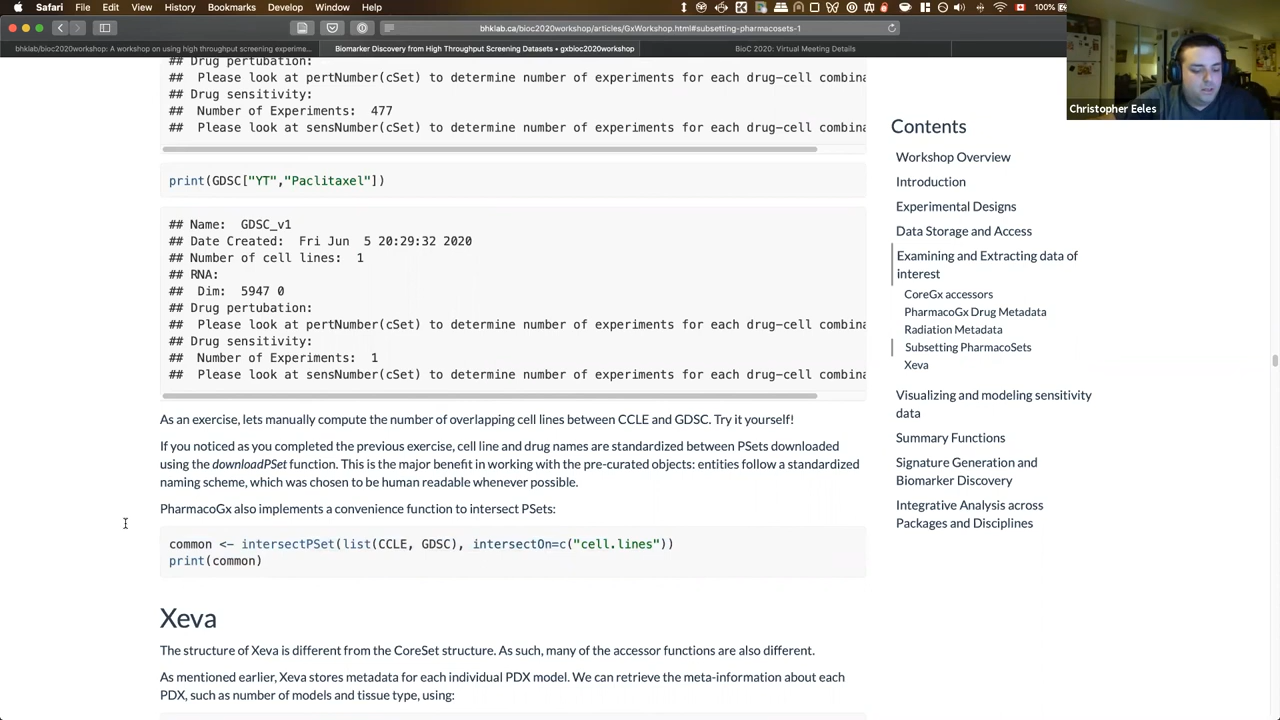 Safari File Edit View History Bookmarks Window Help
100%
bhklab.ca/bioc2020workshop/articles/GxWorkshop.html#subsetting-pharmacosets-1
bhklab/bioc2020workshop: A workshop on using high throughput screening experime...
Biomarker Discovery from High Throughput Screening Datasets • gxbioc2020workshop
BioC 2020: Virtual Meeting Details
Christopher Eeles
## Drug pertubation:
## Please look at pertNumber(cSet) to determine number of experiments for each drug-cell combina
## Drug sensitivity:
## Number of Experiments: 477
## Please look at sensNumber(cSet) to determine number of experiments for each drug-cell combina
print(GDSC["YT","Paclitaxel"])
## Name: GDSC_v1
## Date Created: Fri Jun 5 20:29:32 2020
## Number of cell lines: 1
## RNA:
## Dim: 5947 0
## Drug pertubation:
## Please look at pertNumber(cSet) to determine number of experiments for each drug-cell combina
## Drug sensitivity:
## Number of Experiments: 1
## Please look at sensNumber(cSet) to determine number of experiments for each drug-cell combina
As an exercise, lets manually compute the number of overlapping cell lines between CCLE and GDSC. Try it yourself!
If you noticed as you completed the previous exercise, cell line and drug names are standardized between PSets downloaded
using the downloadPSet function. This is the major benefit in working with the pre-curated objects: entities follow a standardized
naming scheme, which was chosen to be human readable whenever possible.
PharmacoGx also implements a convenience function to intersect PSets:
common <- intersectPSet(list(CCLE, GDSC), intersectOn=c("cell.lines"))
print(common)
Xeva
The structure of Xeva is different from the CoreSet structure. As such, many of the accessor functions are also different.
As mentioned earlier, Xeva stores metadata for each individual PDX model. We can retrieve the meta-information about each
PDX, such as number of models and tissue type, using:
Contents
Workshop Overview
Introduction
Experimental Designs
Data Storage and Access
Examining and Extracting data of
interest
CoreGx accessors
PharmacoGx Drug Metadata
Radiation Metadata
Subsetting PharmacoSets
Xeva
Visualizing and modeling sensitivity
data
Summary Functions
Signature Generation and
Biomarker Discovery
Integrative Analysis across
Packages and Disciplines